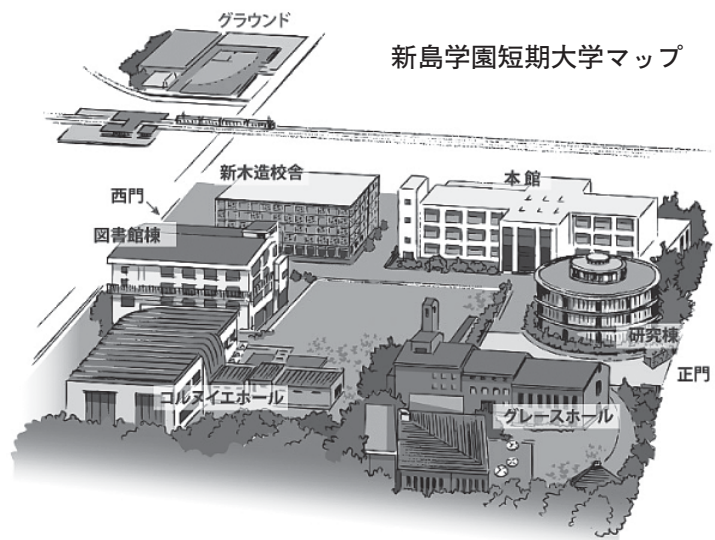 グラウンド
新島学園短期大学マップ
新木造校舎
本館
西門
図書館棟
研究棟
正門
コルヌイエホール
グレースホール